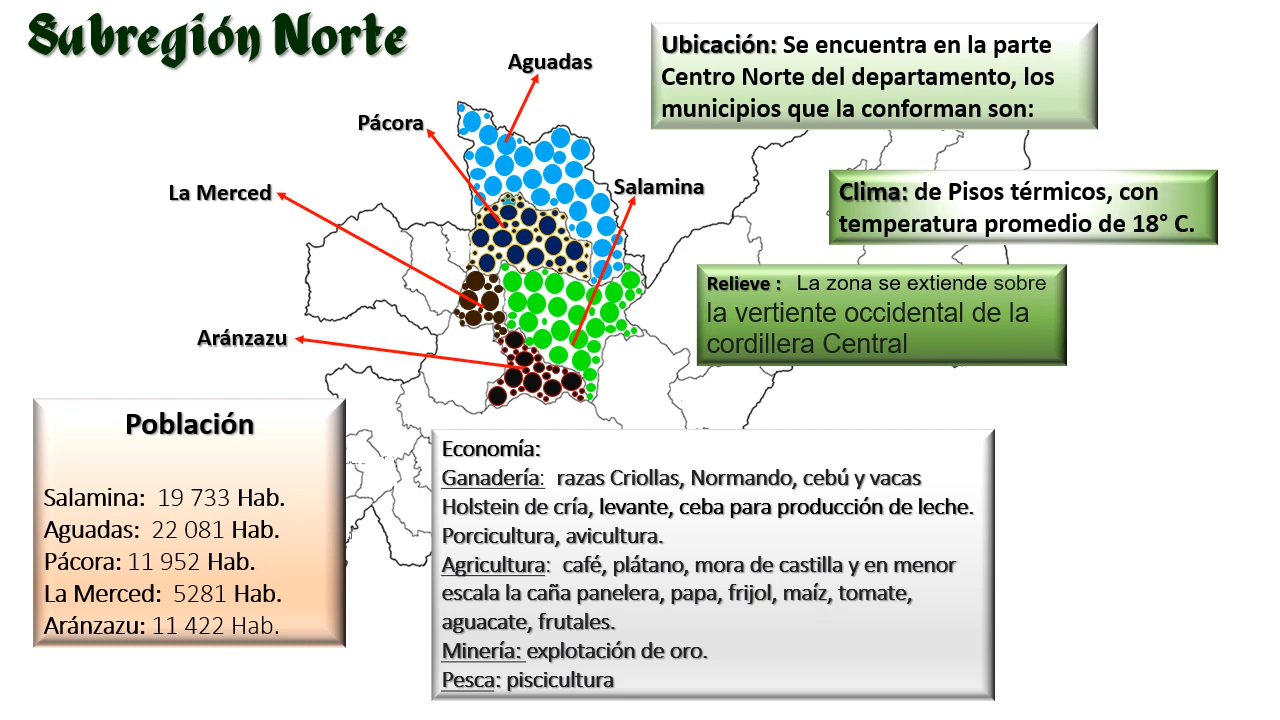 Subregión Norte
Ubicación: Se encuentra en la parte
Centro Norte del departamento, los
municipios que la conforman son:
Aguadas
Pácora
La Merced
Salamina
Aránzazu
Clima: de Pisos térmicos, con
temperatura promedio de 18° C.
Relieve : La zona se extiende sobre
la vertiente occidental de la
cordillera Central
Población
Salamina: 19 733 Hab.
Aguadas: 22 081 Hab.
Pácora: 11 952 Hab.
La Merced: 5281 Hab.
Aránzazu: 11 422 Hab.
Economía:
Ganadería: razas Criollas, Normando, cebú y vacas
Holstein de cría, levante, ceba para producción de leche.
Porcicultura, avicultura.
Agricultura: café, plátano, mora de castilla y en menor
escala la caña panelera, papa, frijol, maíz, tomate,
aguacate, frutales.
Minería: explotación de oro.
Pesca: piscicultura